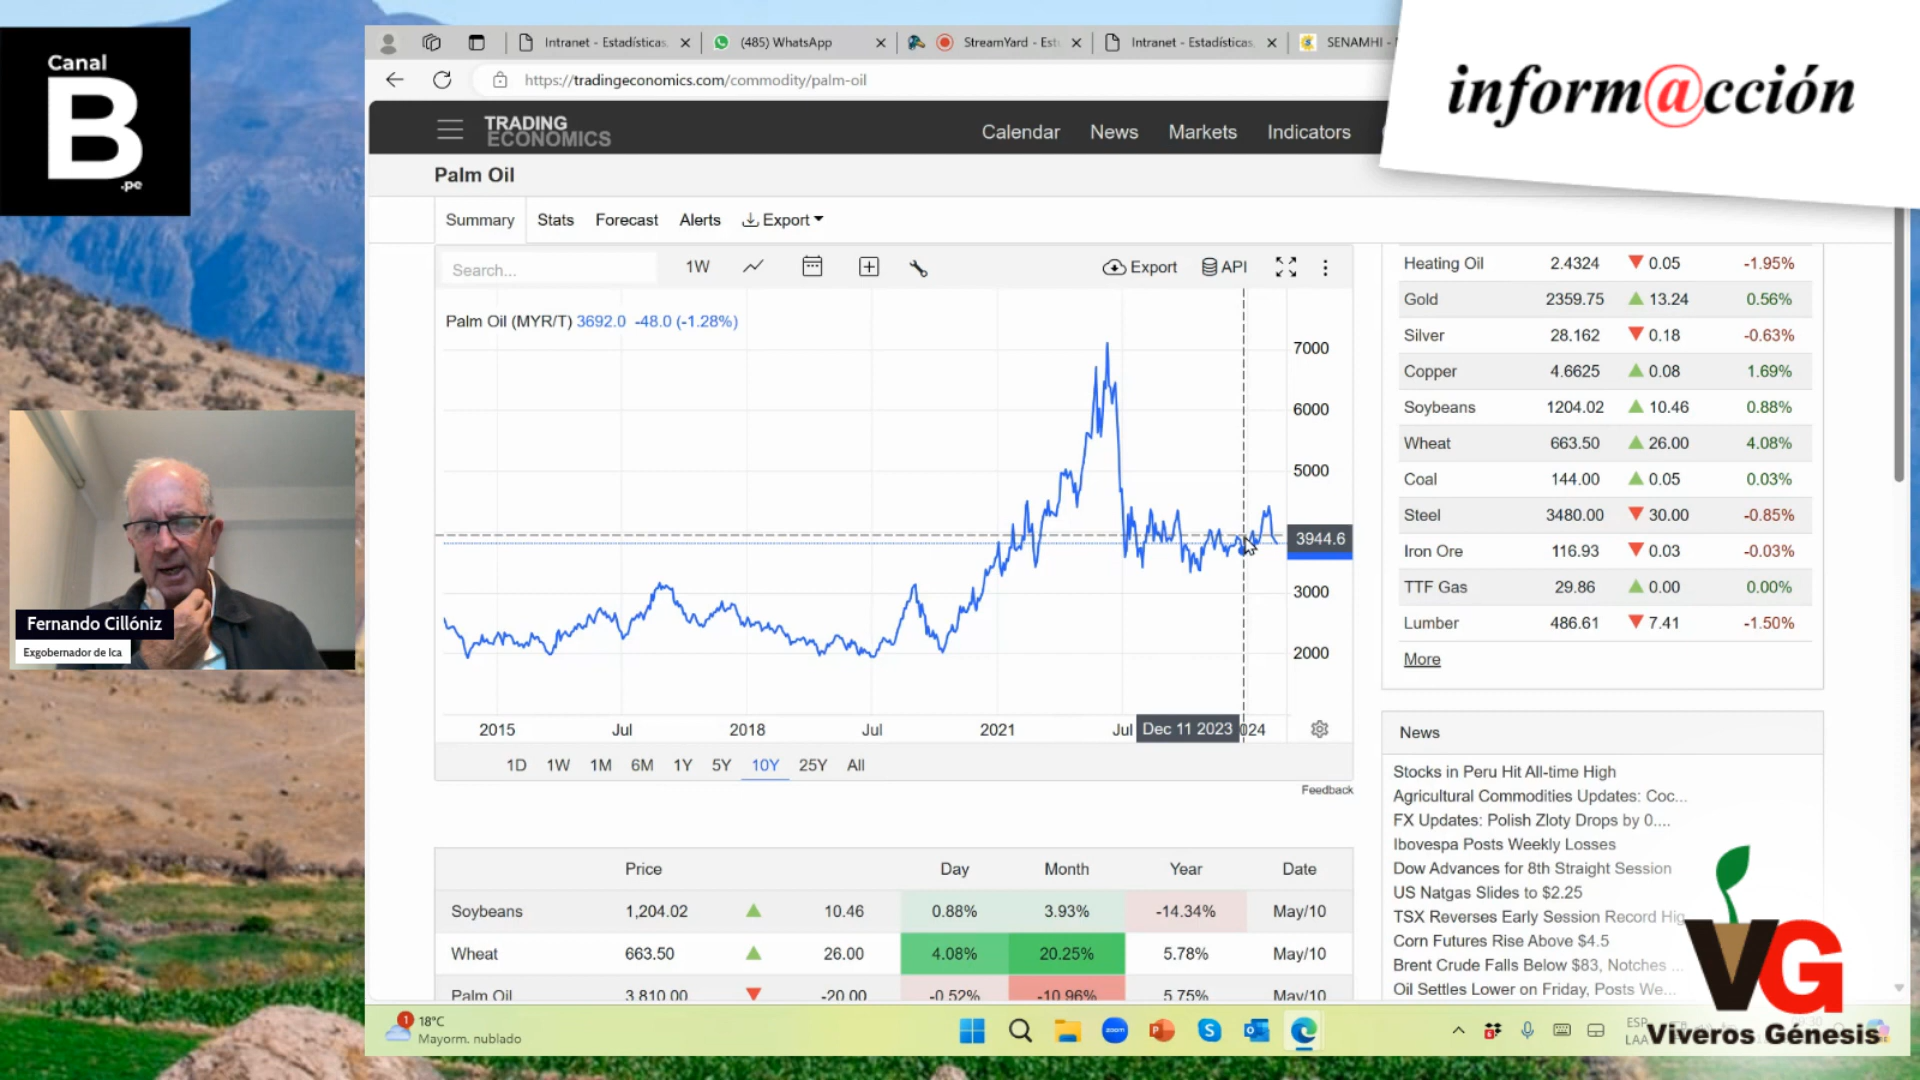 Canal
B
.pe
Intranet - Estadísticas,
(485) WhatsApp
StreamYard - Est
Intranet - Estadísticas,
SENAMHI -
https://tradingeconomics.com/commodity/palm-oil
inform@cción
TRADING
ECONOMICS
Calendar
News
Markets
Indicators
Palm Oil
Summary
Stats
Forecast
Alerts
Export
Search...
1W
Export
API
Palm Oil (MYR/T) 3692.0 -48.0 (-1.28%)
7000
6000
5000
3944.6
3000
2000
2015
Jul
2018
Jul
2021
Jul
Dec 11 2023
024
1D 1W 1M 6M 1Y 5Y 10Y 25Y All
Feedback
Heating Oil 2.4324 0.05 -1.95%
Gold 2359.75 13.24 0.56%
Silver 28.162 0.18 -0.63%
Copper 4.6625 0.08 1.69%
Soybeans 1204.02 10.46 0.88%
Wheat 663.50 26.00 4.08%
Coal 144.00 0.05 0.03%
Steel 3480.00 30.00 -0.85%
Iron Ore 116.93 0.03 -0.03%
TTF Gas 29.86 0.00 0.00%
Lumber 486.61 7.41 -1.50%
More
News
Stocks in Peru Hit All-time High
Agricultural Commodities Updates: Coc...
FX Updates: Polish Zloty Drops by 0....
Ibovespa Posts Weekly Losses
Dow Advances for 8th Straight Session
US Natgas Slides to $2.25
TSX Reverses Early Session Record Hig
Corn Futures Rise Above $4.5
Brent Crude Falls Below $83, Notches ...
Oil Settles Lower on Friday, Posts We...
Price Day Month Year Date
Soybeans 1,204.02 10.46 0.88% 3.93% -14.34% May/10
Wheat 663.50 26.00 4.08% 20.25% 5.78% May/10
Palm Oil 3,810.00 -20.00 -0.52% -10.96% 5.75% May/10
Fernando Cillóniz
Exgobernador de Ica
1
18°C
Mayorm. nublado
zoom
ESP
LAA
VG
Viveros Génesis